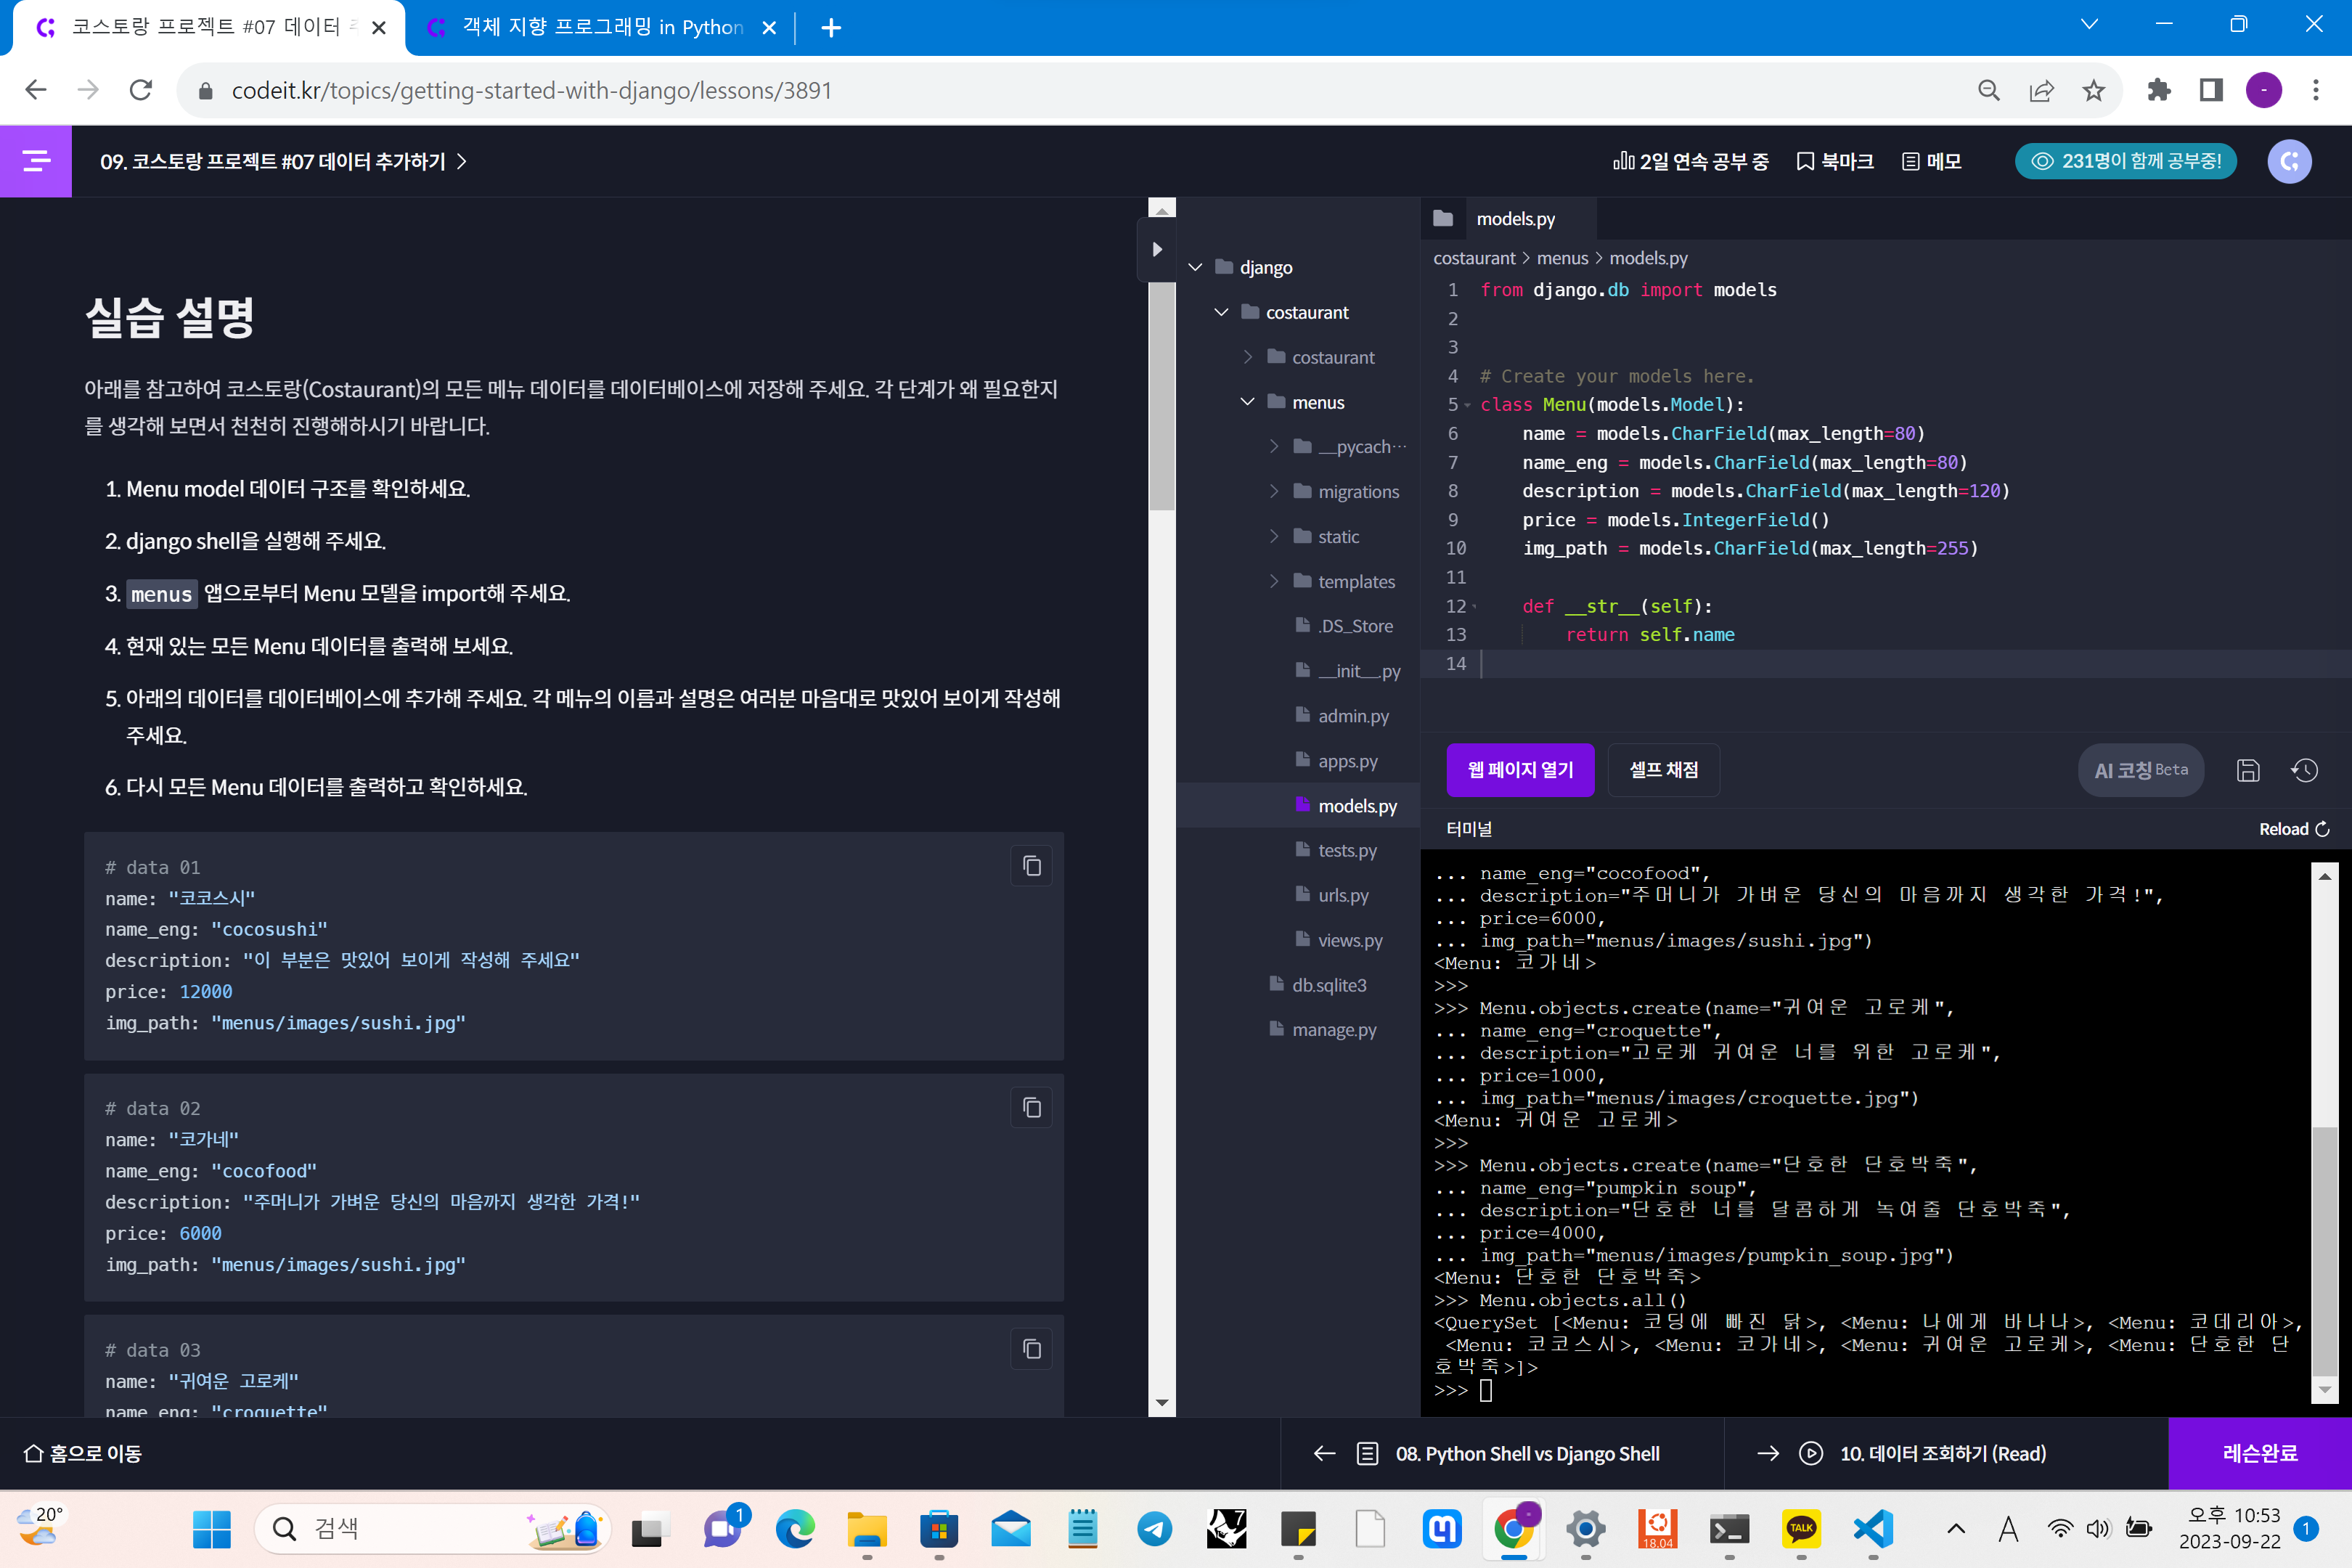 코스토랑 프로젝트 #07 데이터
객체 지향 프로그래밍 in Python
codeit.kr/topics/getting-started-with-django/lessons/3891
-
09. 코스토랑 프로젝트 #07 데이터 추가하기
2일 연속 공부 중
북마크
메모
231명이 함께 공부중!
실습 설명
아래를 참고하여 코스토랑(Costaurant)의 모든 메뉴 데이터를 데이터베이스에 저장해 주세요. 각 단계가 왜 필요한지
를 생각해 보면서 천천히 진행해하시기 바랍니다.
1. Menu model 데이터 구조를 확인하세요.
2. django shell을 실행해 주세요.
3. menus 앱으로부터 Menu 모델을 import해 주세요.
4. 현재 있는 모든 Menu 데이터를 출력해 보세요.
5. 아래의 데이터를 데이터베이스에 추가해 주세요. 각 메뉴의 이름과 설명은 여러분 마음대로 맛있어 보이게 작성해
주세요.
6. 다시 모든 Menu 데이터를 출력하고 확인하세요.
# data 01
name: "코코스시"
name_eng: "cocosushi"
description: "이 부분은 맛있어 보이게 작성해 주세요"
price: 12000
img_path: "menus/images/sushi.jpg"
# data 02
name: "코가네"
name_eng: "cocofood"
description: "주머니가 가벼운 당신의 마음까지 생각한 가격!"
price: 6000
img_path: "menus/images/sushi.jpg"
# data 03
name: "귀여운 고로케"
name_eng: "croquette"
django
costaurant
costaurant
menus
__pycach...
migrations
static
templates
.DS_Store
__init__.py
admin.py
apps.py
models.py
tests.py
urls.py
views.py
db.sqlite3
manage.py
models.py
costaurant > menus > models.py
1 from django.db import models
2
3
4 # Create your models here.
5 class Menu(models.Model):
6 name = models.CharField(max_length=80)
7 name_eng = models.CharField(max_length=80)
8 description = models.CharField(max_length=120)
9 price = models.IntegerField()
10 img_path = models.CharField(max_length=255)
11
12 def __str__(self):
13 return self.name
14
웹 페이지 열기
셀프 채점
AI 코칭 Beta
터미널
Reload
... name_eng="cocofood",
... description="주머니가 가벼운 당신의 마음까지 생각한 가격!",
... price=6000,
... img_path="menus/images/sushi.jpg")
<Menu: 코가네>
>>>
>>> Menu.objects.create(name="귀여운 고로케",
... name_eng="croquette",
... description="고로케 귀여운 너를 위한 고로케",
... price=1000,
... img_path="menus/images/croquette.jpg")
<Menu: 귀여운 고로케>
>>>
>>> Menu.objects.create(name="단호한 단호박죽",
... name_eng="pumpkin soup",
... description="단호한 너를 달콤하게 녹여줄 단호박죽",
... price=4000,
... img_path="menus/images/pumpkin_soup.jpg")
<Menu: 단호한 단호박죽>
>>> Menu.objects.all()
<QuerySet [<Menu: 코딩에 빠진 닭>, <Menu: 나에게 바나나>, <Menu: 코데리아>,
<Menu: 코코스시>, <Menu: 코가네>, <Menu: 귀여운 고로케>, <Menu: 단호한 단
호박죽>]>
>>>
홈으로 이동
08. Python Shell vs Django Shell
10. 데이터 조회하기 (Read)
레슨완료
20°
검색
1
7
18.04
TALK
A
오후 10:53
2023-09-22
1